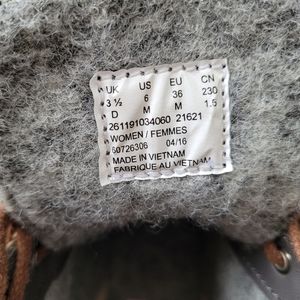 UK US EU CN
3 ½ 6 36 230
D M M 1.5
261191034060 21621
WOMEN / FEMMES
60726306 04/16
MADE IN VIETNAM
FABRIQUE AU VIETNAM